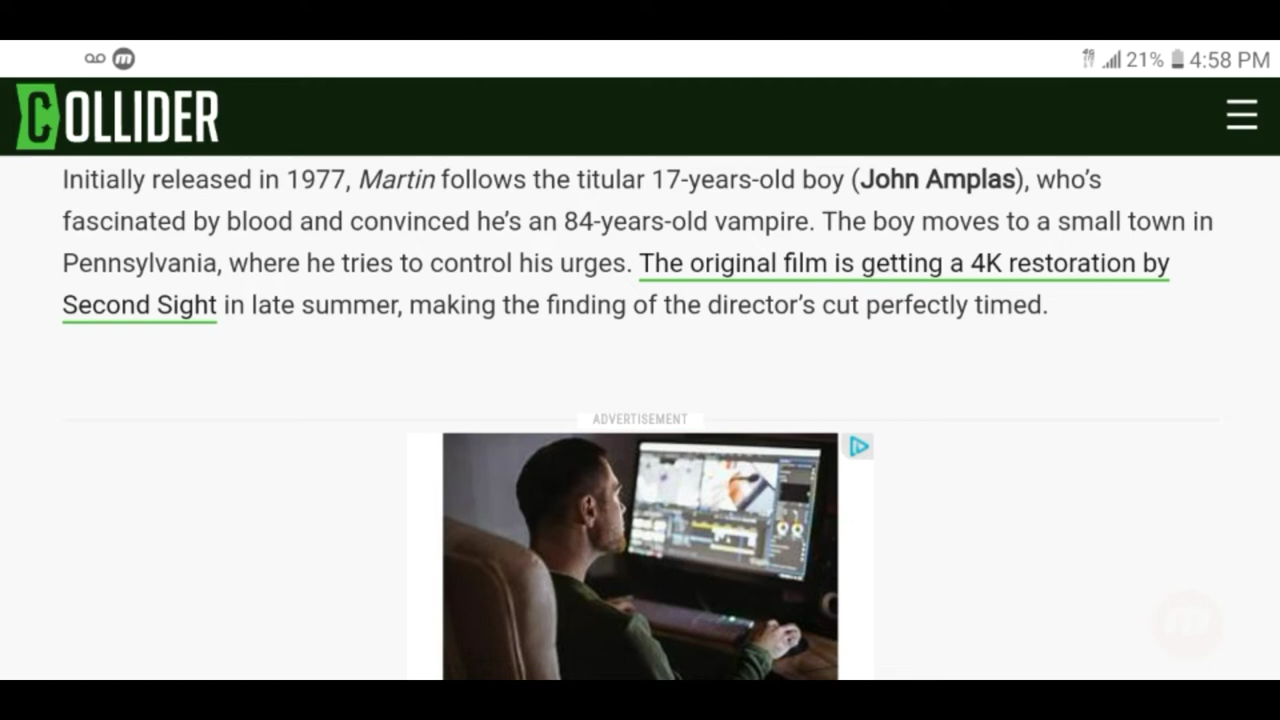 21% 4:58 PM
COLLIDER
Initially released in 1977, Martin follows the titular 17-years-old boy (John Amplas), who's
fascinated by blood and convinced he's an 84-years-old vampire. The boy moves to a small town in
Pennsylvania, where he tries to control his urges. The original film is getting a 4K restoration by
Second Sight in late summer, making the finding of the director's cut perfectly timed.
ADVERTISEMENT